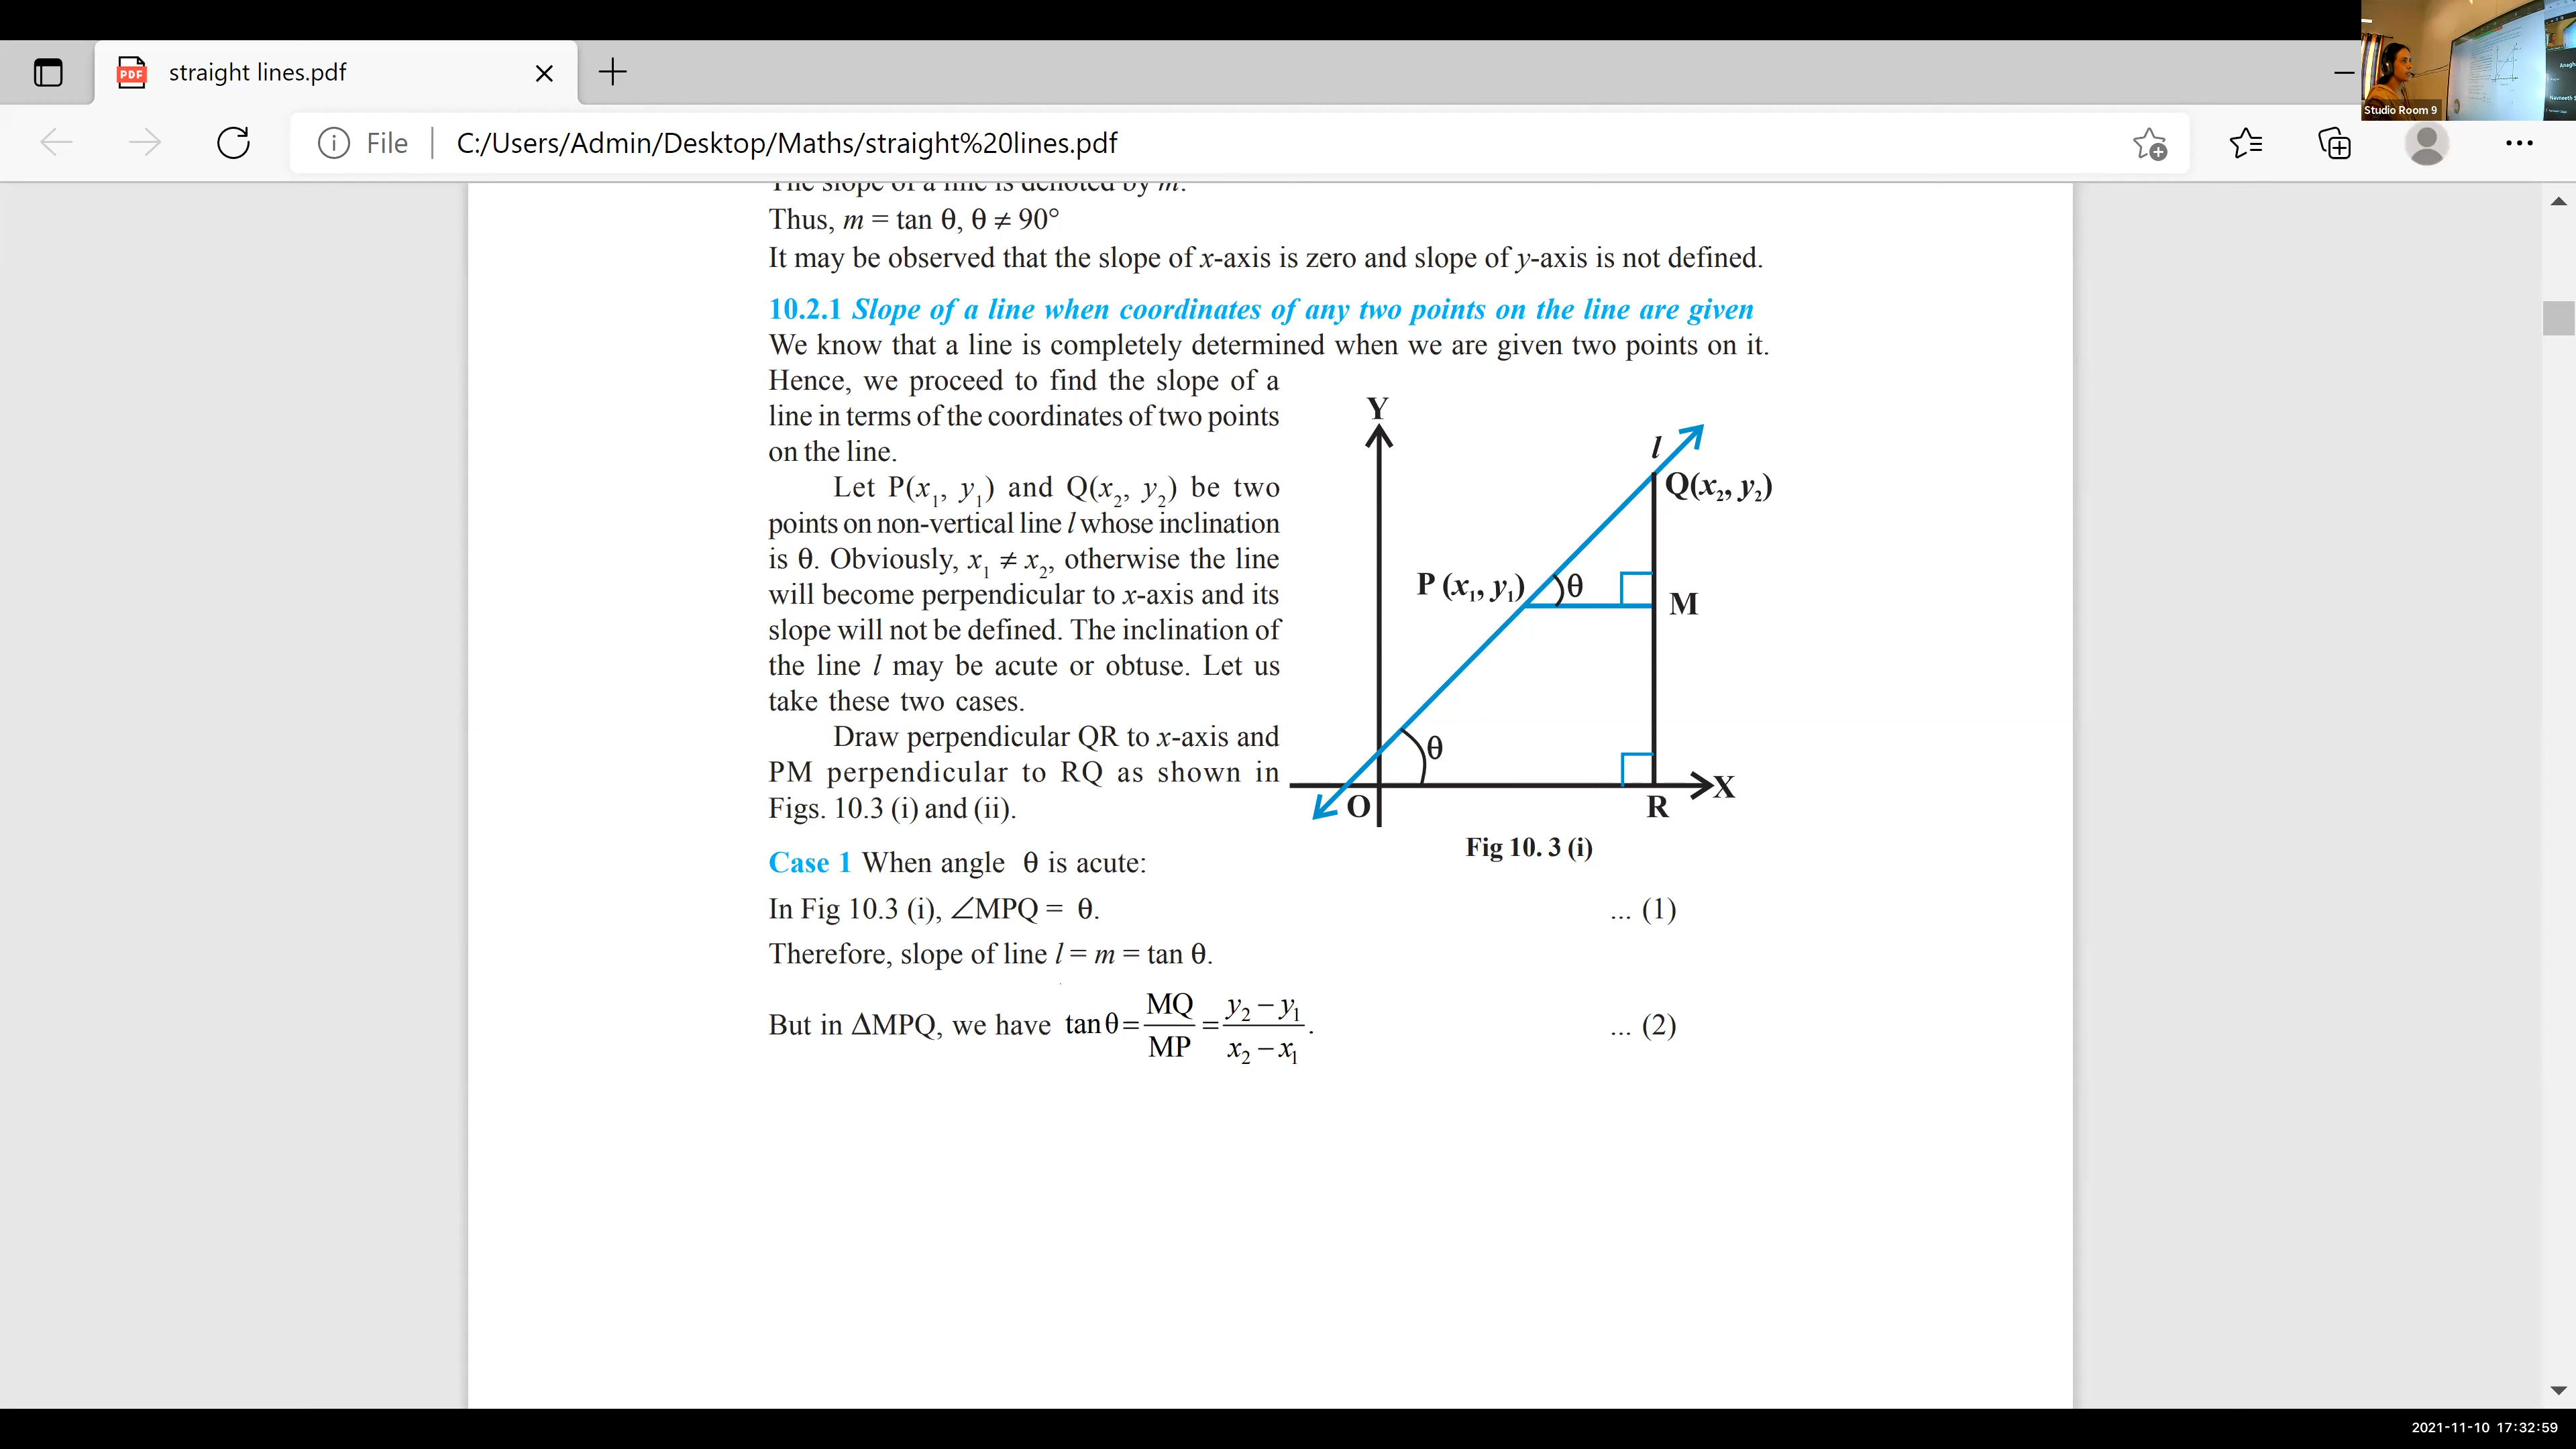 straight lines.pdf
File
C:/Users/Admin/Desktop/Maths/straight%20lines.pdf
Studio Room 9
The slope of a line is denoted by m.
Thus, m = tan θ, θ ≠ 90°
It may be observed that the slope of x-axis is zero and slope of y-axis is not defined.
10.2.1 Slope of a line when coordinates of any two points on the line are given
We know that a line is completely determined when we are given two points on it.
Hence, we proceed to find the slope of a
line in terms of the coordinates of two points
on the line.
Let P(x₁, y₁) and Q(x₂, y₂) be two
points on non-vertical line l whose inclination
is θ. Obviously, x₁ ≠ x₂, otherwise the line
will become perpendicular to x-axis and its
slope will not be defined. The inclination of
the line l may be acute or obtuse. Let us
take these two cases.
Draw perpendicular QR to x-axis and
PM perpendicular to RQ as shown in
Figs. 10.3 (i) and (ii).
Y
l
Q(x₂, y₂)
P (x₁, y₁)
θ
M
θ
X
O
R
Fig 10. 3 (i)
Case 1 When angle θ is acute:
In Fig 10.3 (i), ∠MPQ = θ. ... (1)
Therefore, slope of line l = m = tan θ.
But in ΔMPQ, we have tanθ = MQ/MP = (y₂ − y₁)/(x₂ − x₁). ... (2)
2021-11-10 17:32:59